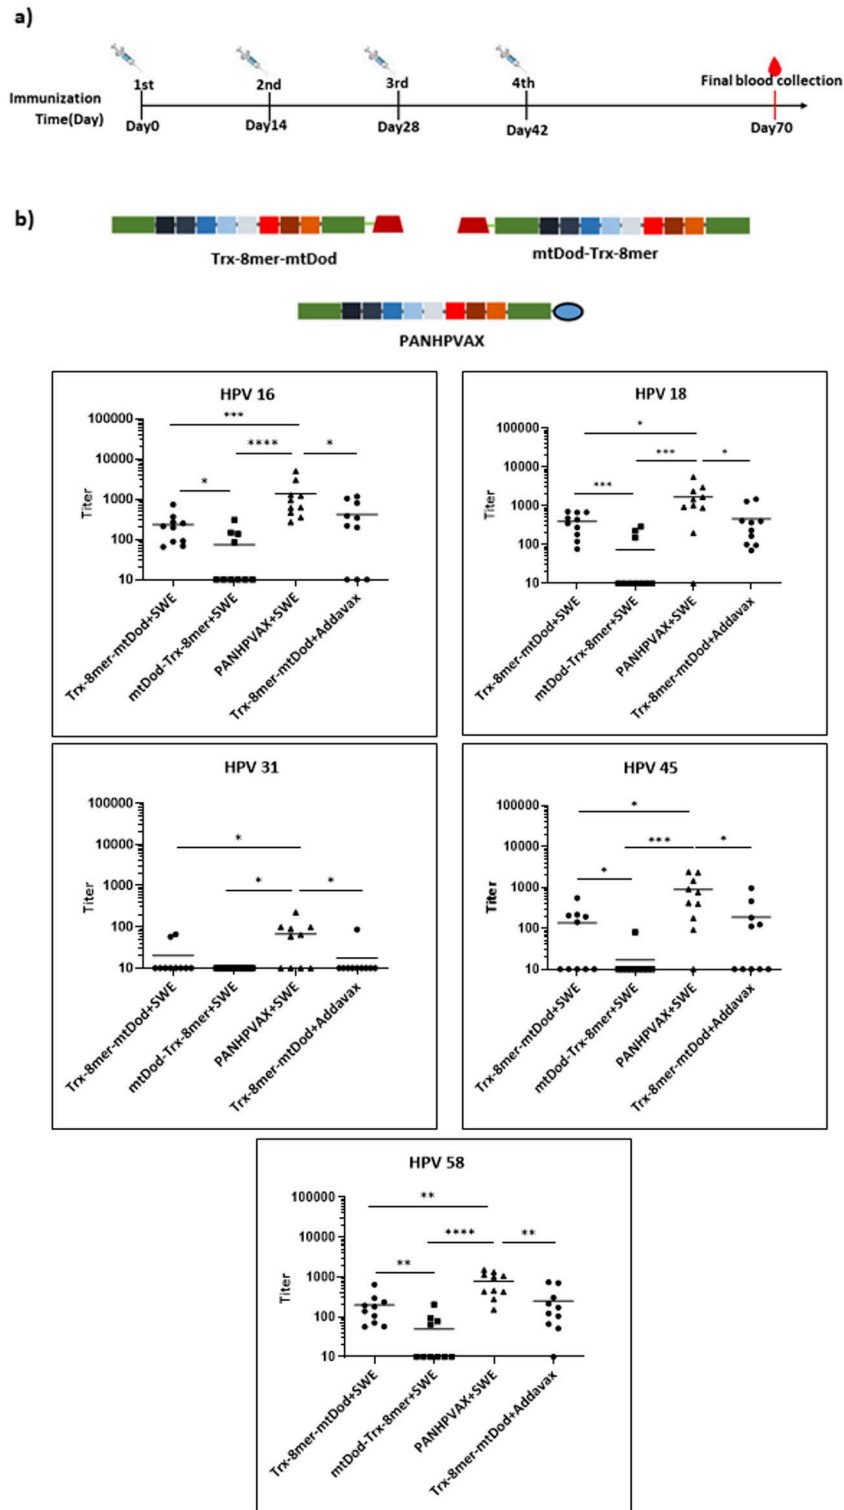 a)
1st 2nd 3rd 4th Final blood collection
Immunization
Time(Day)
Day0 Day14 Day28 Day42 Day70
b)
Trx-8mer-mtDod mtDod-Trx-8mer
PANHPVAX
HPV 16
***
**** *
*
Titer
100000
10000
1000
100
10
Trx-8mer-mtDod+SWE
mtDod-Trx-8mer+SWE
PANHPVAX+SWE
Trx-8mer-mtDod+Addavax
HPV 18
*
*** *
***
Titer
100000
10000
1000
100
10
Trx-8mer-mtDod+SWE
mtDod-Trx-8mer+SWE
PANHPVAX+SWE
Trx-8mer-mtDod+Addavax
HPV 31
*
* *
Titer
100000
10000
1000
100
10
Trx-8mer-mtDod+SWE
mtDod-Trx-8mer+SWE
PANHPVAX+SWE
Trx-8mer-mtDod+Addavax
HPV 45
*
*** *
*
Titer
100000
10000
1000
100
10
Trx-8mer-mtDod+SWE
mtDod-Trx-8mer+SWE
PANHPVAX+SWE
Trx-8mer-mtDod+Addavax
HPV 58
**
**** **
**
Titer
100000
10000
1000
100
10
Trx-8mer-mtDod+SWE
mtDod-Trx-8mer+SWE
PANHPVAX+SWE
Trx-8mer-mtDod+Addavax